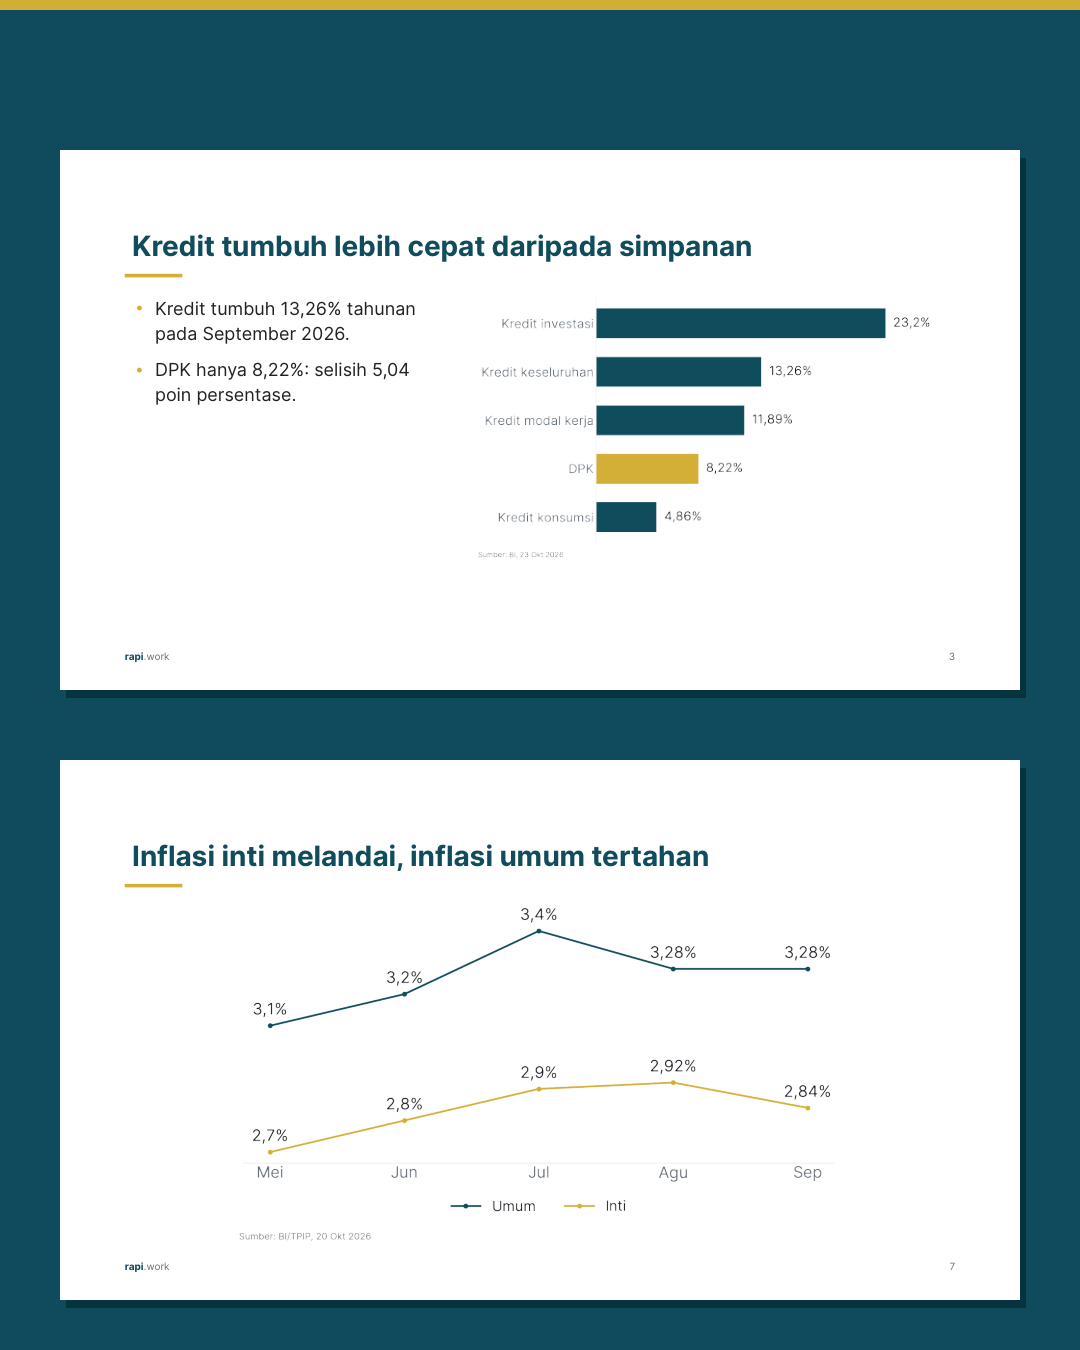 Kredit tumbuh lebih cepat daripada simpanan
• Kredit tumbuh 13,26% tahunan
pada September 2026.
• DPK hanya 8,22%: selisih 5,04
poin persentase.
Kredit investasi 23,2%
Kredit keseluruhan 13,26%
Kredit modal kerja 11,89%
DPK 8,22%
Kredit konsumsi 4,86%
Sumber: BI, 23 Okt 2026
rapi.work 3
Inflasi inti melandai, inflasi umum tertahan
3,1% 3,2% 3,4% 3,28% 3,28%
2,7% 2,8% 2,9% 2,92% 2,84%
Mei Jun Jul Agu Sep
Umum Inti
Sumber: BI/TPIP, 20 Okt 2026
rapi.work 7